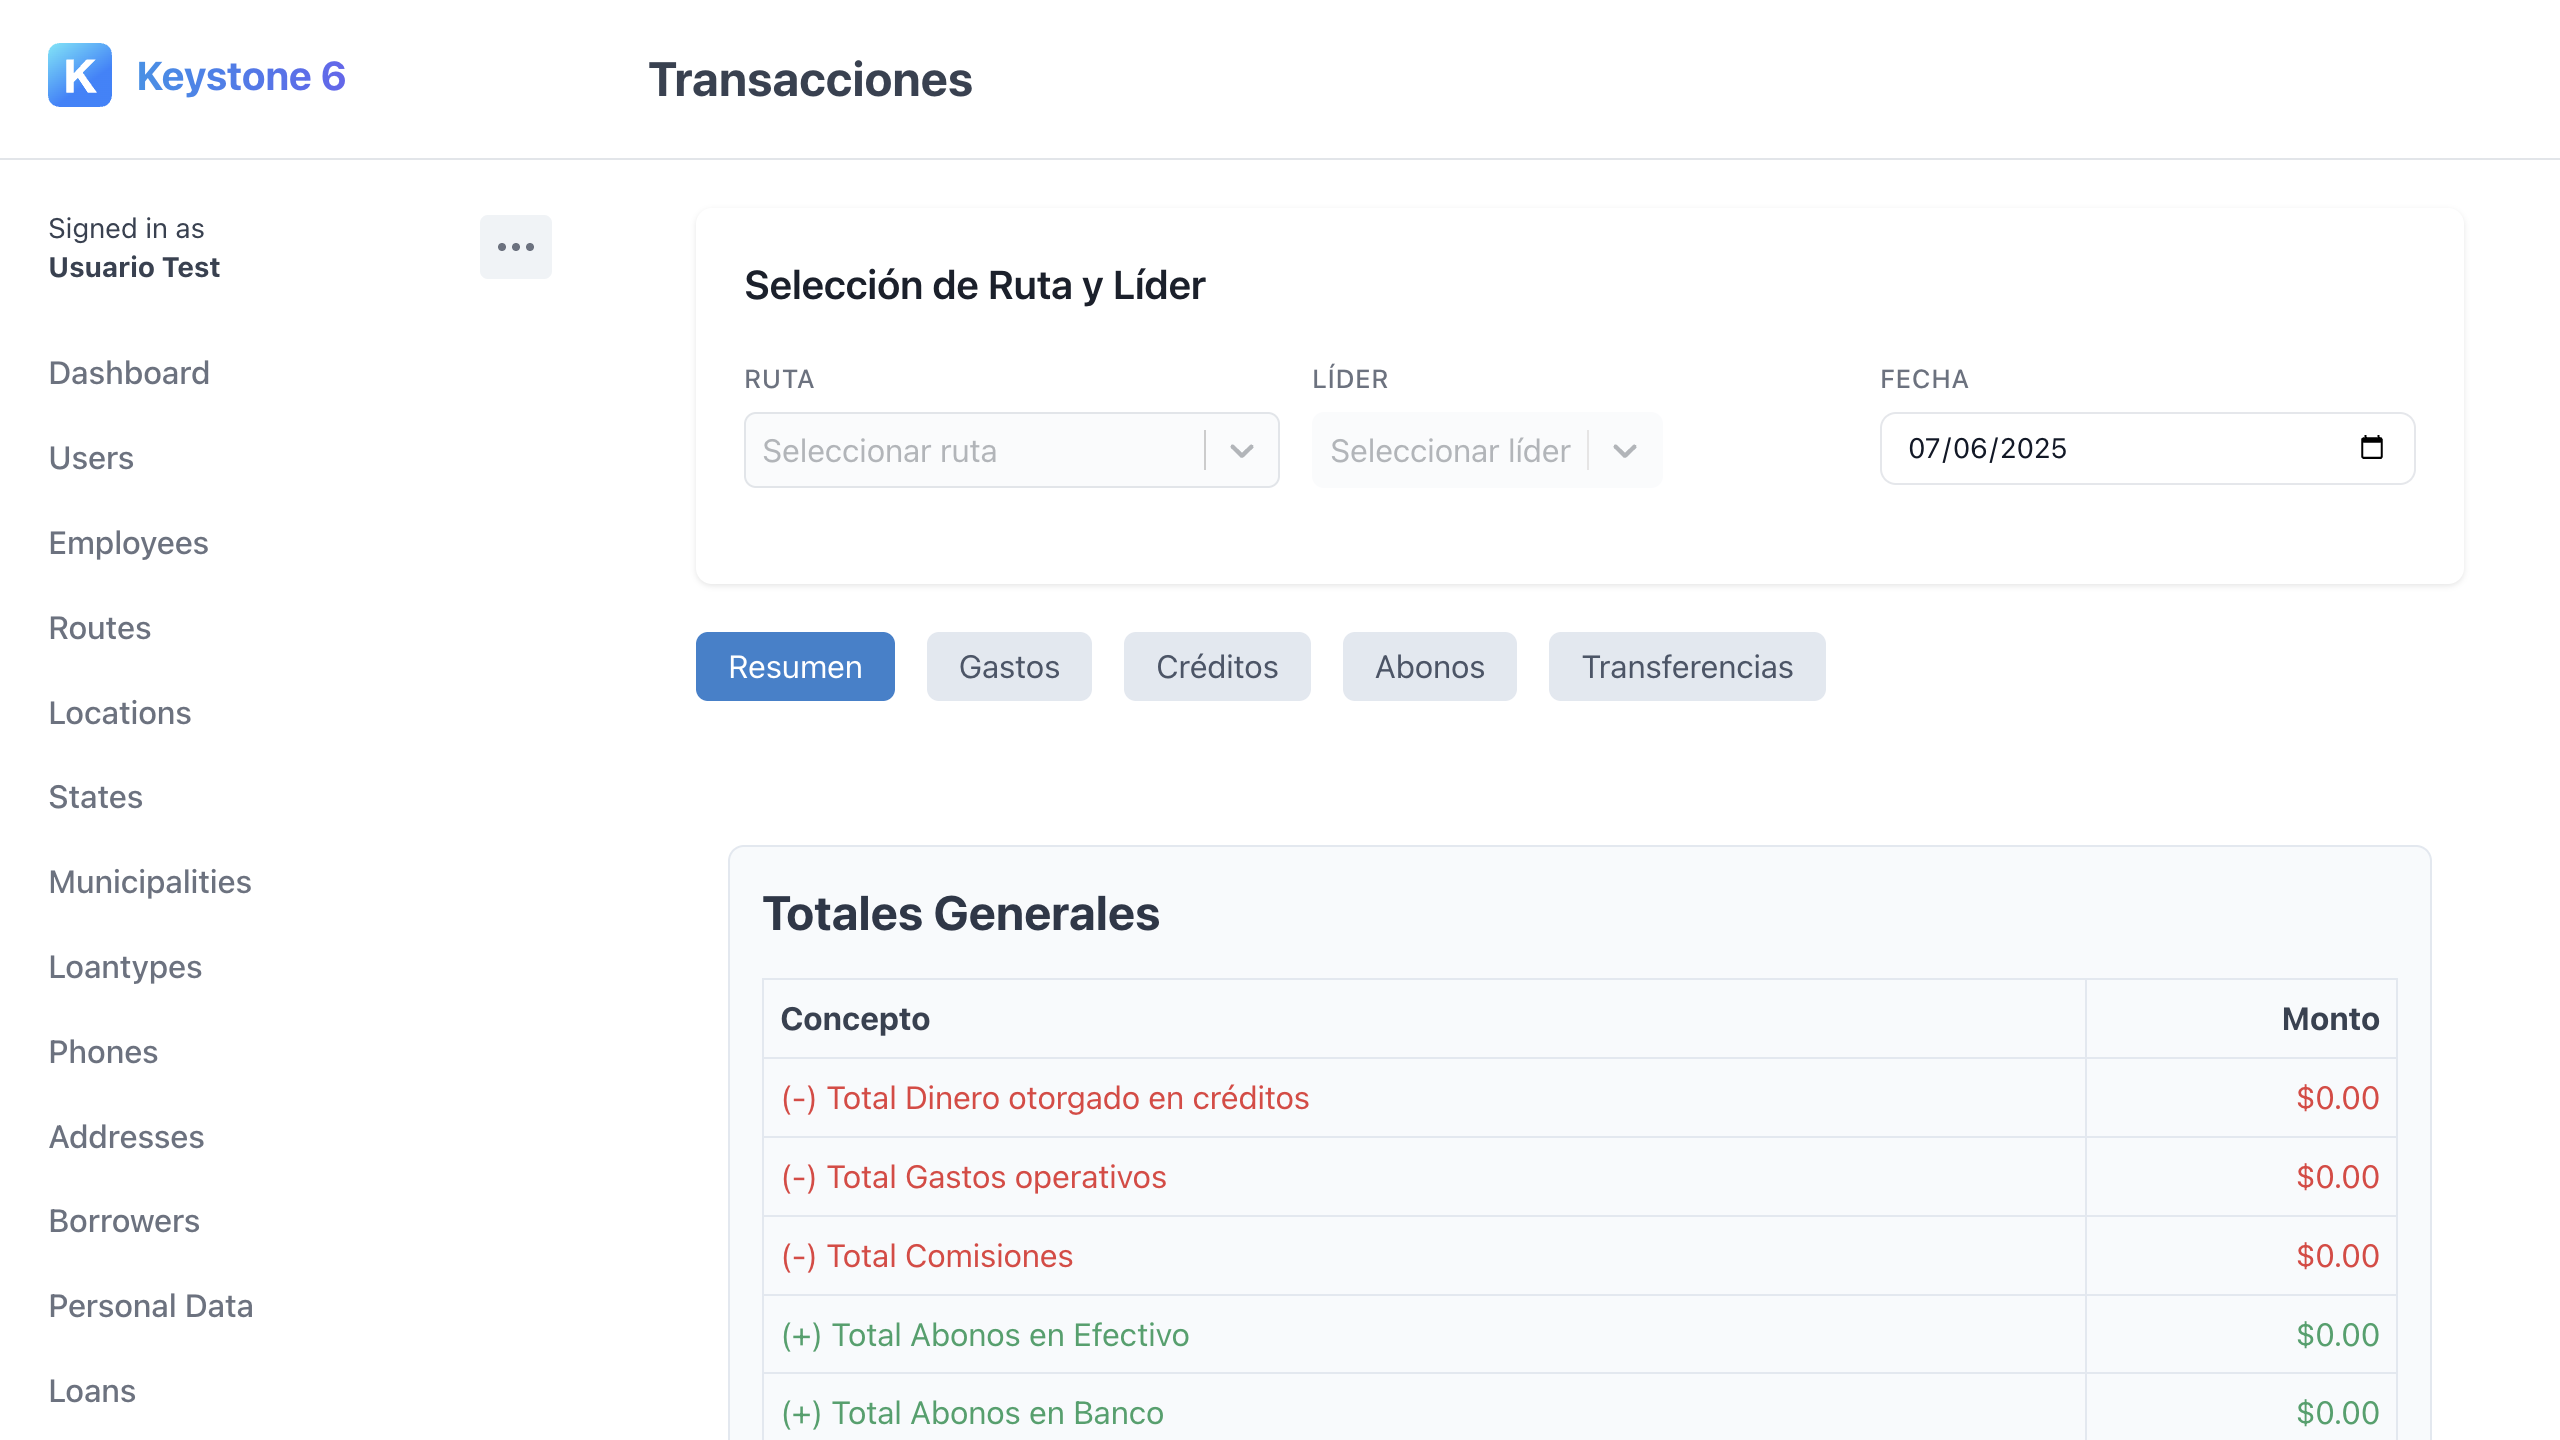 K Keystone 6
Transacciones
Signed in as
Usuario Test
Dashboard
Users
Employees
Routes
Locations
States
Municipalities
Loantypes
Phones
Addresses
Borrowers
Personal Data
Loans
Selección de Ruta y Líder
RUTA LÍDER FECHA
Seleccionar ruta Seleccionar líder 07/06/2025
Resumen Gastos Créditos Abonos Transferencias
Totales Generales
Concepto Monto
(-) Total Dinero otorgado en créditos $0.00
(-) Total Gastos operativos $0.00
(-) Total Comisiones $0.00
(+) Total Abonos en Efectivo $0.00
(+) Total Abonos en Banco $0.00